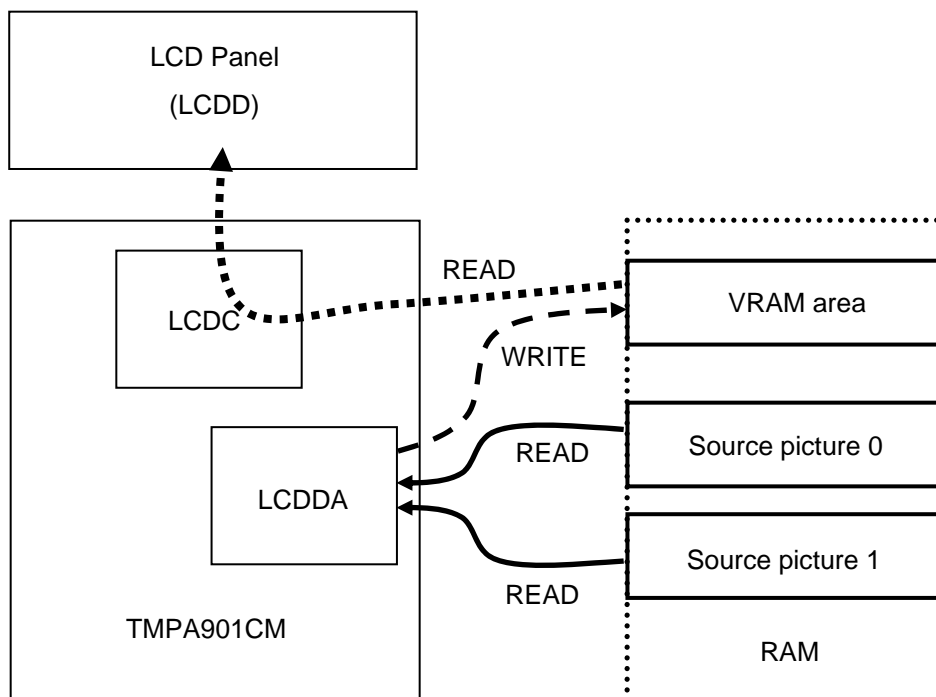 LCD Panel
(LCDD)
READ
VRAM area
LCDC
WRITE
Source picture 0
READ
LCDDA
Source picture 1
READ
TMPA901CM
RAM